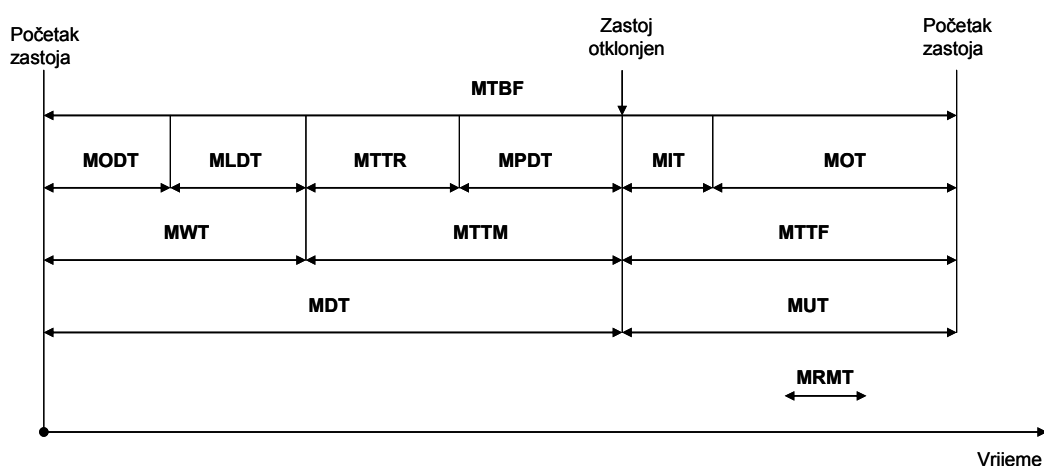 Početak
zastoja
Zastoj
otklonjen
Početak
zastoja
MTBF
MODT MLDT MTTR MPDT MIT MOT
MWT MTTM MTTF
MDT MUT
MRMT
Vrijeme